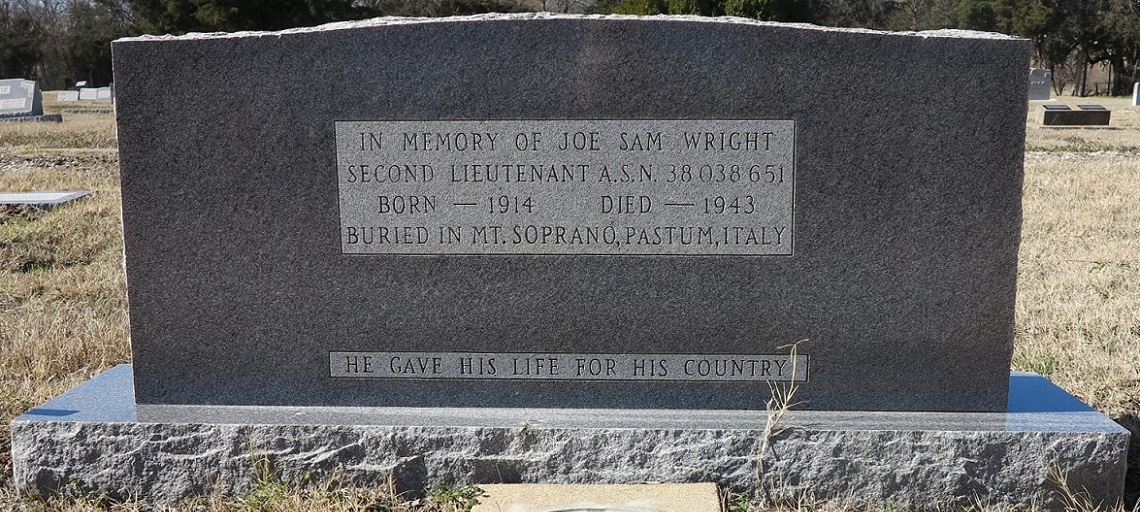 IN MEMORY OF JOE SAM WRIGHT
SECOND LIEUTENANT A.S.N. 38 038 651
BORN — 1914 DIED — 1943
BURIED IN MT. SOPRANO, PASTUM, ITALY
HE GAVE HIS LIFE FOR HIS COUNTRY